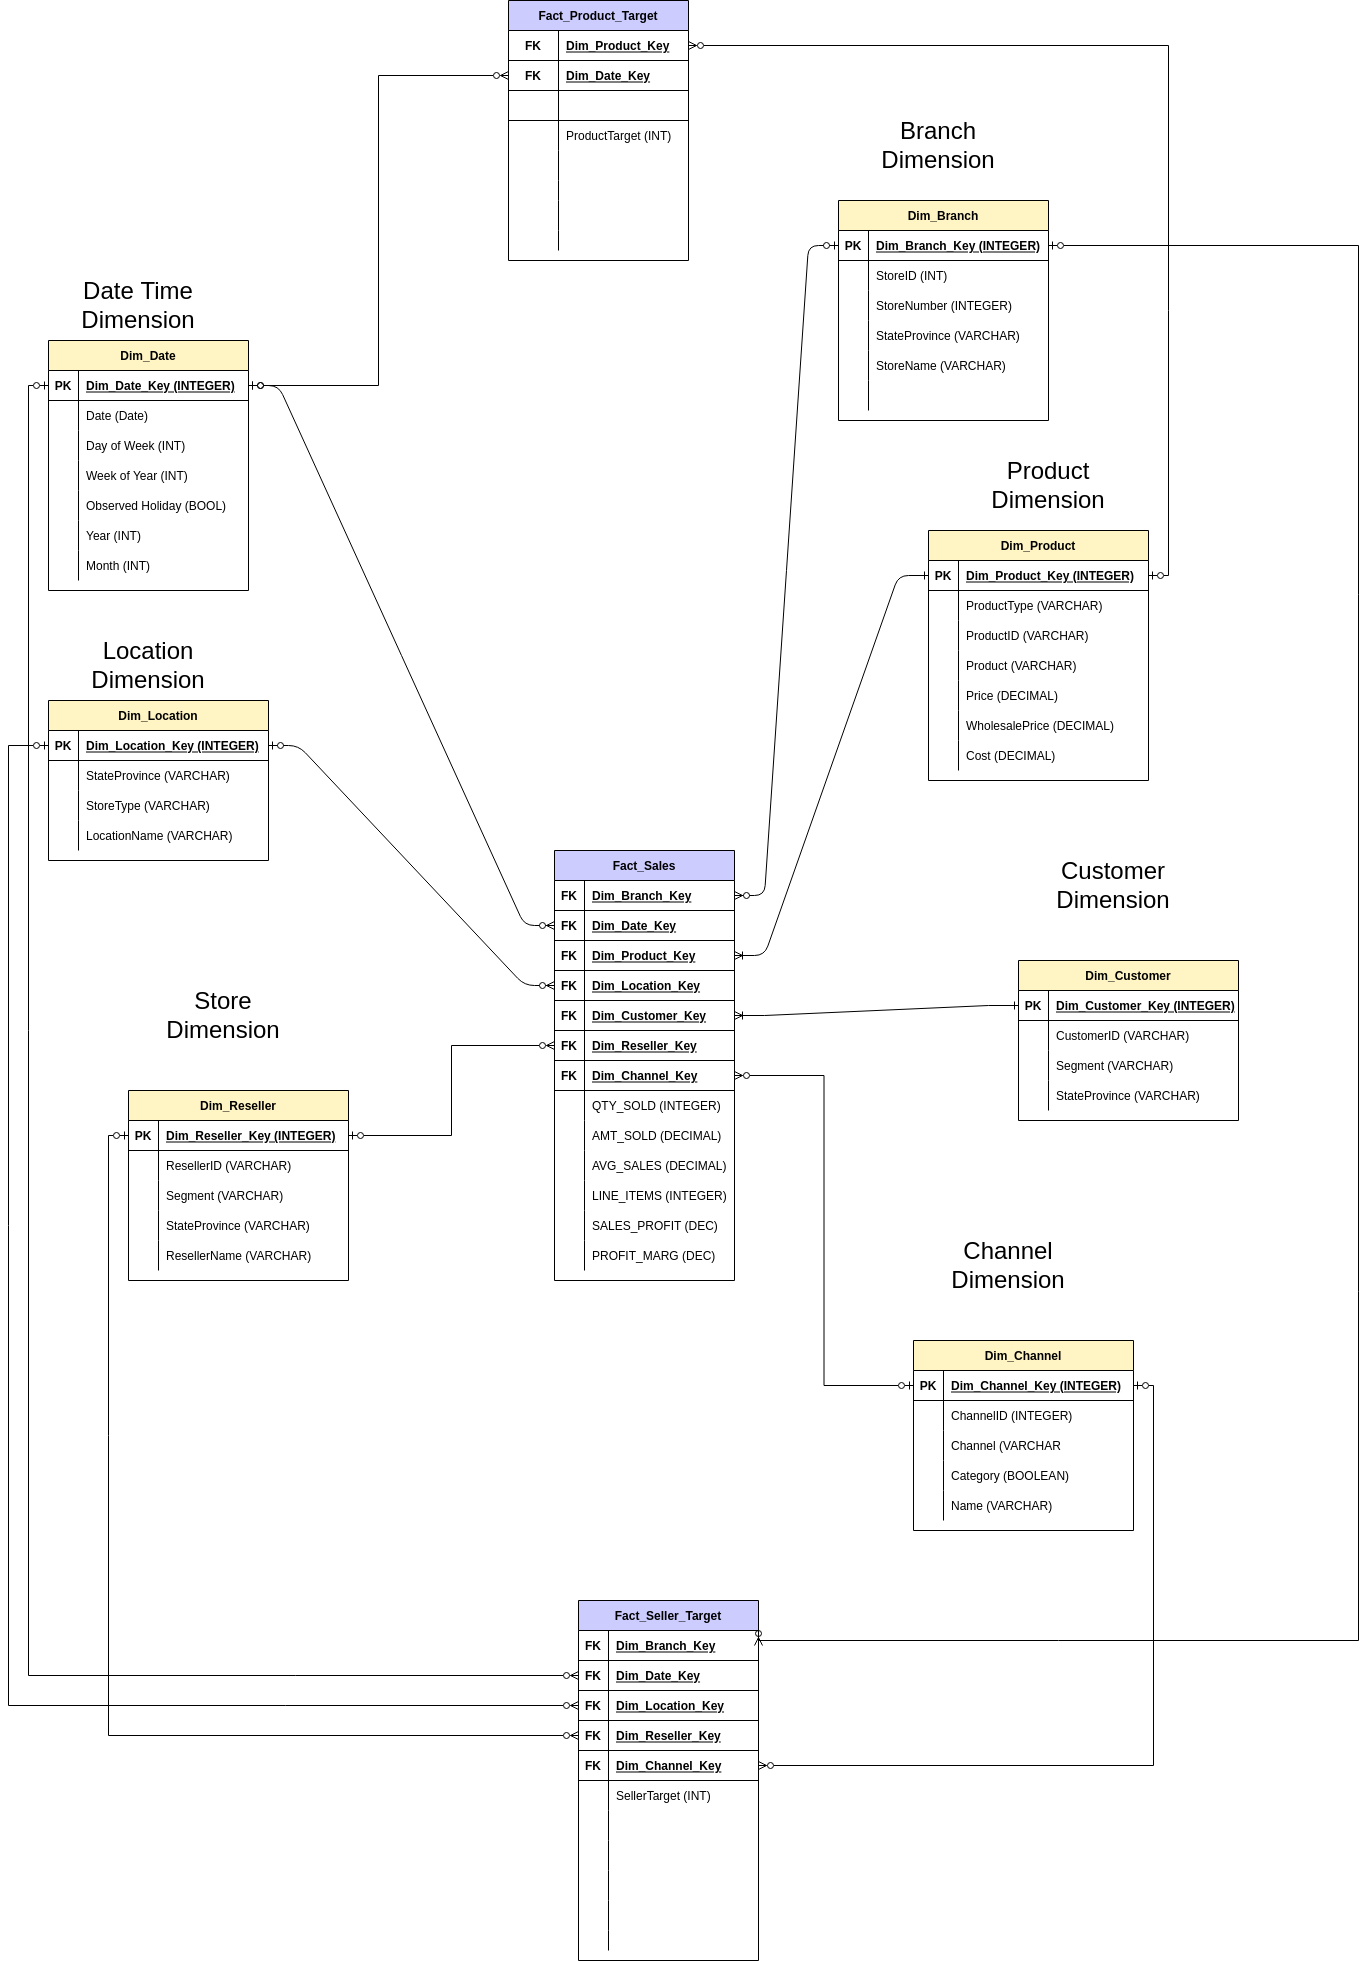 Fact_Product_Target
FK Dim_Product_Key
FK Dim_Date_Key
ProductTarget (INT)
Branch
Dimension
Dim_Branch
PK Dim_Branch_Key (INTEGER)
StoreID (INT)
StoreNumber (INTEGER)
StateProvince (VARCHAR)
StoreName (VARCHAR)
Date Time
Dimension
Dim_Date
PK Dim_Date_Key (INTEGER)
Date (Date)
Day of Week (INT)
Week of Year (INT)
Observed Holiday (BOOL)
Year (INT)
Month (INT)
Product
Dimension
Dim_Product
PK Dim_Product_Key (INTEGER)
ProductType (VARCHAR)
ProductID (VARCHAR)
Product (VARCHAR)
Price (DECIMAL)
WholesalePrice (DECIMAL)
Cost (DECIMAL)
Location
Dimension
Dim_Location
PK Dim_Location_Key (INTEGER)
StateProvince (VARCHAR)
StoreType (VARCHAR)
LocationName (VARCHAR)
Fact_Sales
FK Dim_Branch_Key
FK Dim_Date_Key
FK Dim_Product_Key
FK Dim_Location_Key
FK Dim_Customer_Key
FK Dim_Reseller_Key
FK Dim_Channel_Key
QTY_SOLD (INTEGER)
AMT_SOLD (DECIMAL)
AVG_SALES (DECIMAL)
LINE_ITEMS (INTEGER)
SALES_PROFIT (DEC)
PROFIT_MARG (DEC)
Customer
Dimension
Dim_Customer
PK Dim_Customer_Key (INTEGER)
CustomerID (VARCHAR)
Segment (VARCHAR)
StateProvince (VARCHAR)
Store
Dimension
Dim_Reseller
PK Dim_Reseller_Key (INTEGER)
ResellerID (VARCHAR)
Segment (VARCHAR)
StateProvince (VARCHAR)
ResellerName (VARCHAR)
Channel
Dimension
Dim_Channel
PK Dim_Channel_Key (INTEGER)
ChannelID (INTEGER)
Channel (VARCHAR
Category (BOOLEAN)
Name (VARCHAR)
Fact_Seller_Target
FK Dim_Branch_Key
FK Dim_Date_Key
FK Dim_Location_Key
FK Dim_Reseller_Key
FK Dim_Channel_Key
SellerTarget (INT)